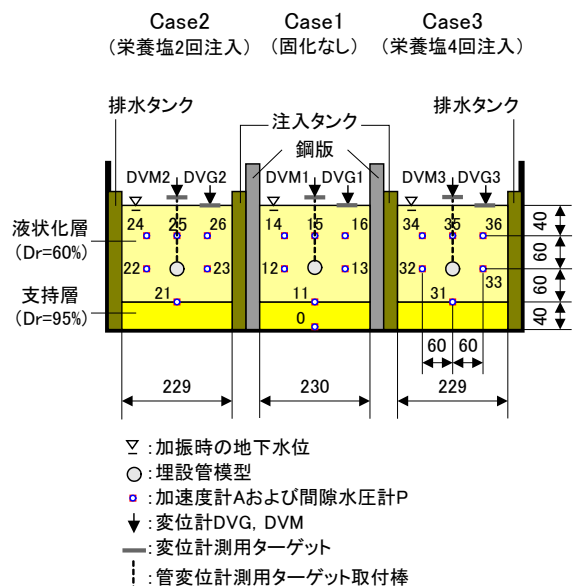 Case2 Case1 Case3
(栄養塩2回注入) (固化なし) (栄養塩4回注入)
排水タンク 注入タンク 排水タンク
鋼版
DVM2 DVG2 DVM1 DVG1 DVM3 DVG3
24 25 26 14 15 16 34 35 36 40
液状化層
(Dr=60%) 60
22 23 12 13 32 33
60
支持層 21 11 31
(Dr=95%) 0 40
60 60
229 230 229
:加振時の地下水位
:埋設管模型
:加速度計Aおよび間隙水圧計P
:変位計DVG, DVM
:変位計測用ターゲット
:管変位計測用ターゲット取付棒